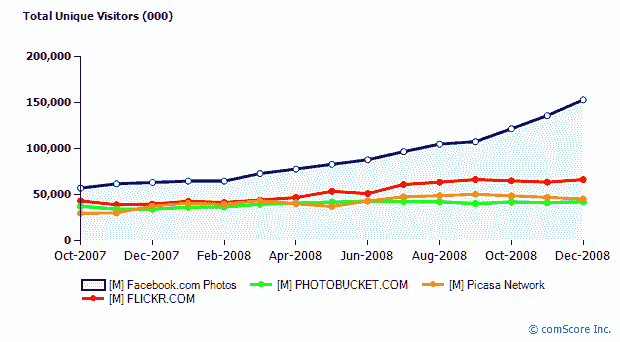 Total Unique Visitors (000)
200,000
150,000
100,000
50,000
0
Oct-2007 Dec-2007 Feb-2008 Apr-2008 Jun-2008 Aug-2008 Oct-2008 Dec-2008
[M] Facebook.com Photos [M] PHOTOBUCKET.COM [M] Picasa Network
[M] FLICKR.COM
© comScore Inc.